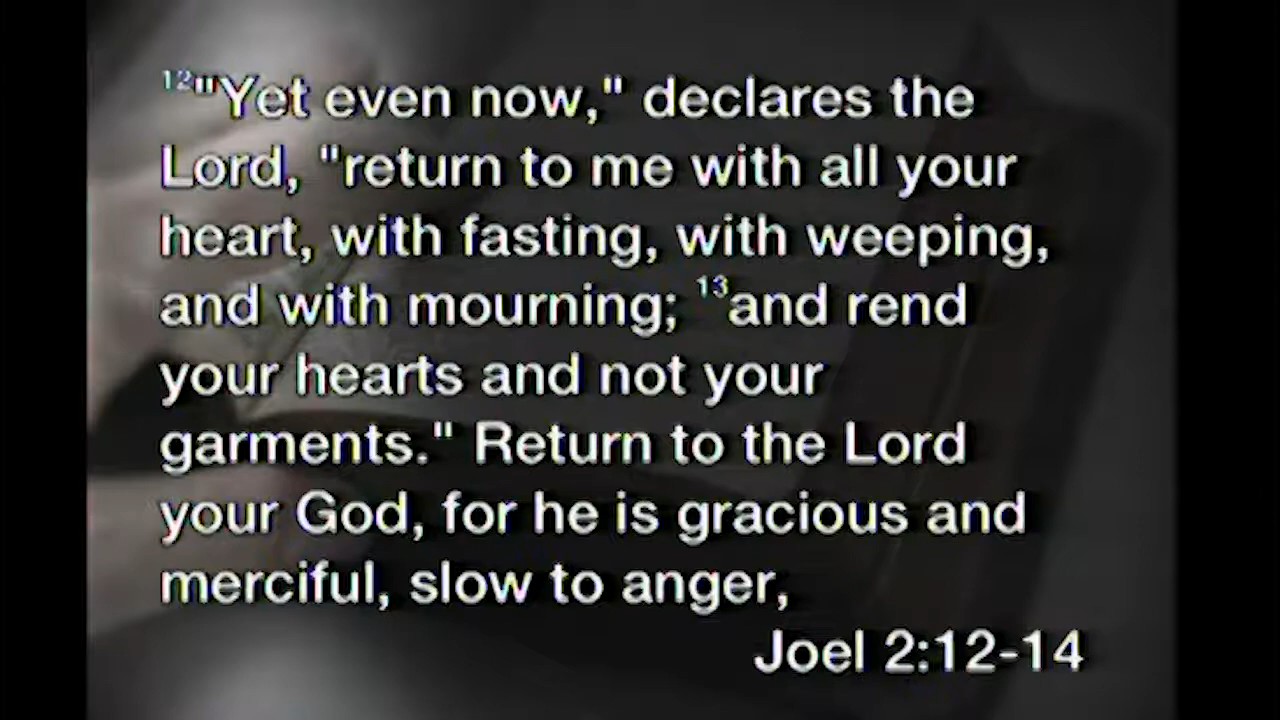 12"Yet even now," declares the
Lord, "return to me with all your
heart, with fasting, with weeping,
and with mourning; 13and rend
your hearts and not your
garments." Return to the Lord
your God, for he is gracious and
merciful, slow to anger,
Joel 2:12-14